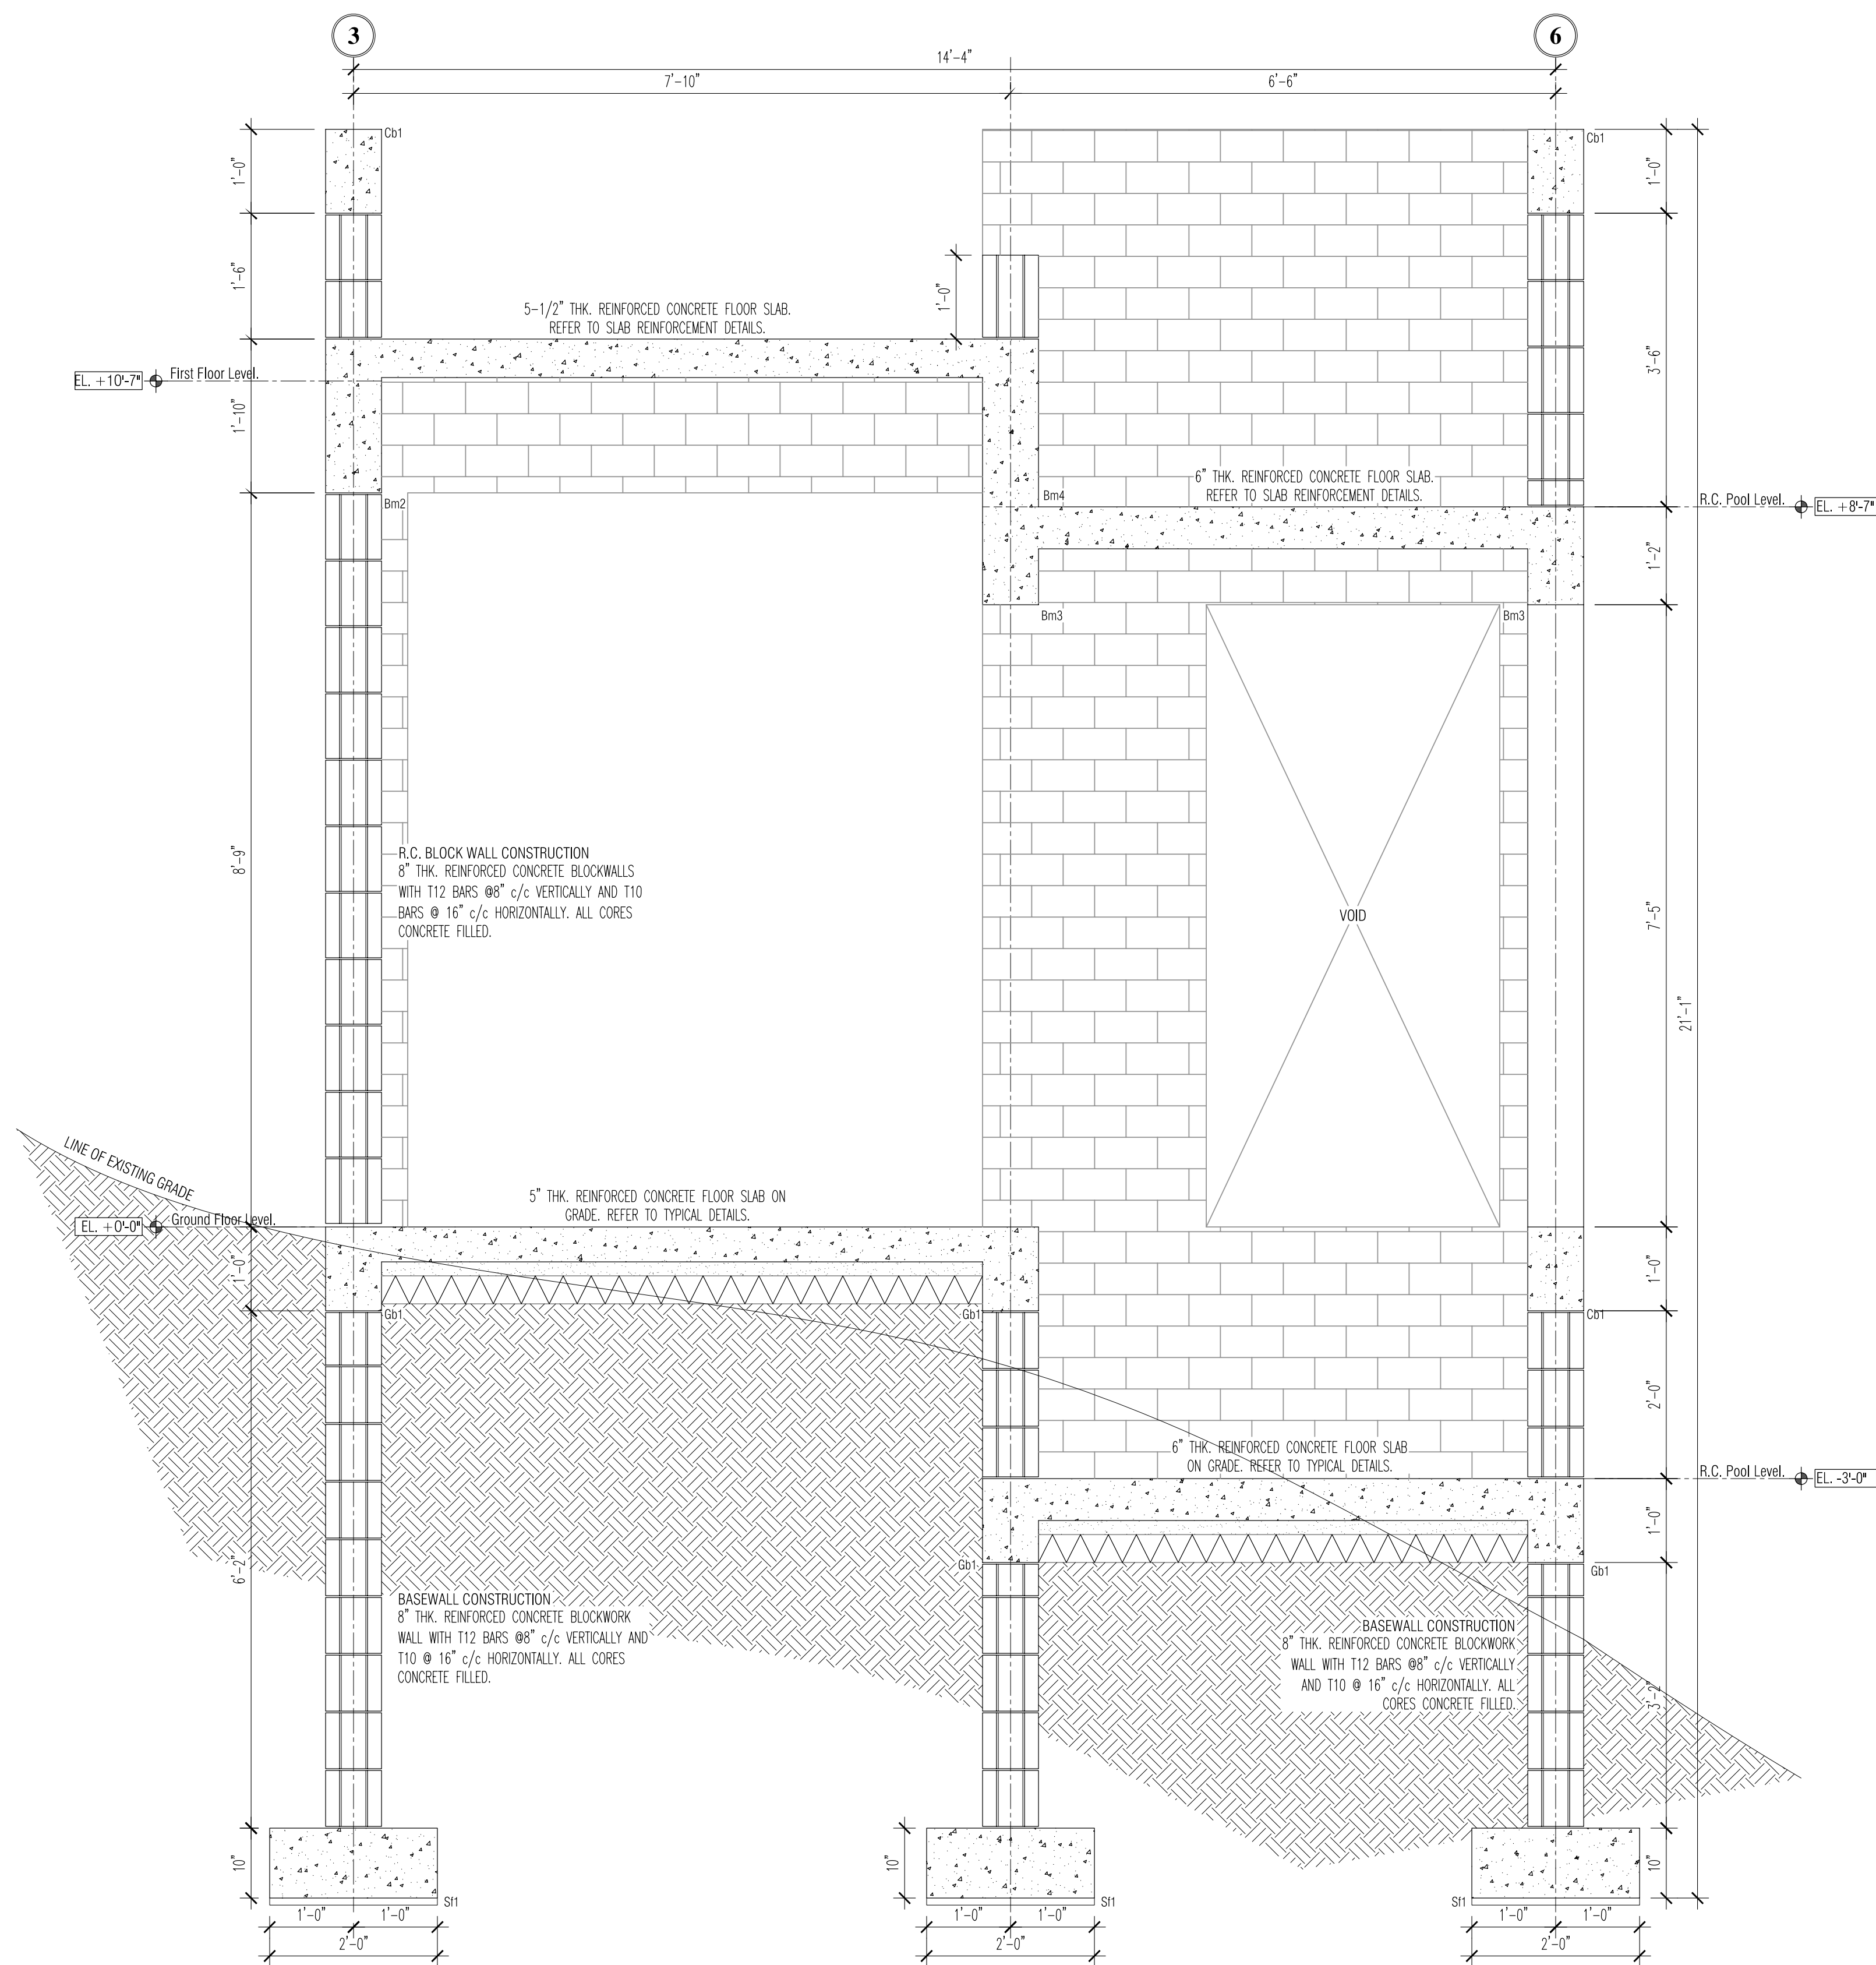 3
6
14'-4"
7'-10"
6'-6"
Cb1
Cb1
1'-0"
1'-0"
1'-6"
1'-0"
5-1/2" THK. REINFORCED CONCRETE FLOOR SLAB.
REFER TO SLAB REINFORCEMENT DETAILS.
3'-6"
EL. +10'-7"
First Floor Level.
1'-10"
6" THK. REINFORCED CONCRETE FLOOR SLAB.
REFER TO SLAB REINFORCEMENT DETAILS.
Bm2
Bm4
R.C. Pool Level.
EL. +8'-7"
1'-2"
Bm3
Bm3
R.C. BLOCK WALL CONSTRUCTION
8" THK. REINFORCED CONCRETE BLOCKWALLS
WITH T12 BARS @8" c/c VERTICALLY AND T10
BARS @ 16" c/c HORIZONTALLY. ALL CORES
CONCRETE FILLED.
8'-9"
VOID
7'-5"
21'-1"
LINE OF EXISTING GRADE
5" THK. REINFORCED CONCRETE FLOOR SLAB ON
GRADE. REFER TO TYPICAL DETAILS.
EL. +0'-0"
Ground Floor Level.
1'-0"
1'-0"
Gb1
Gb1
Cb1
2'-0"
6" THK. REINFORCED CONCRETE FLOOR SLAB
ON GRADE. REFER TO TYPICAL DETAILS.
R.C. Pool Level.
EL. -3'-0"
1'-0"
6'-2"
Gb1
Gb1
BASEWALL CONSTRUCTION
8" THK. REINFORCED CONCRETE BLOCKWORK
WALL WITH T12 BARS @8" c/c VERTICALLY AND
T10 @ 16" c/c HORIZONTALLY. ALL CORES
CONCRETE FILLED.
BASEWALL CONSTRUCTION
8" THK. REINFORCED CONCRETE BLOCKWORK
WALL WITH T12 BARS @8" c/c VERTICALLY
AND T10 @ 16" c/c HORIZONTALLY. ALL
CORES CONCRETE FILLED.
3'-2"
10"
10"
10"
Sf1
Sf1
Sf1
1'-0"
1'-0"
1'-0"
1'-0"
1'-0"
1'-0"
2'-0"
2'-0"
2'-0"